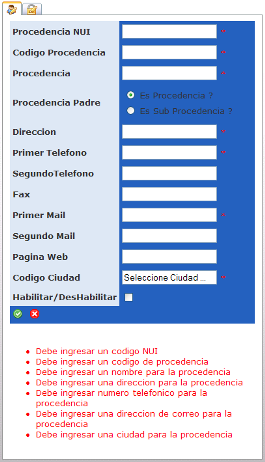 Procedencia NUI *
Codigo Procedencia *
Procedencia *
Procedencia Padre
Es Procedencia ?
Es Sub Procedencia ?
Direccion *
Primer Telefono *
SegundoTelefono
Fax
Primer Mail
Segundo Mail
Pagina Web
Codigo Ciudad Seleccione Ciudad ... *
Habilitar/DesHabilitar
Debe ingresar un codigo NUI
Debe ingresar un codigo de procedencia
Debe ingresar un nombre para la procedencia
Debe ingresar una direccion para la procedencia
Debe ingresar numero telefonico para la
procedencia
Debe ingresar una direccion de correo para la
procedencia
Debe ingresar una ciudad para la procedencia